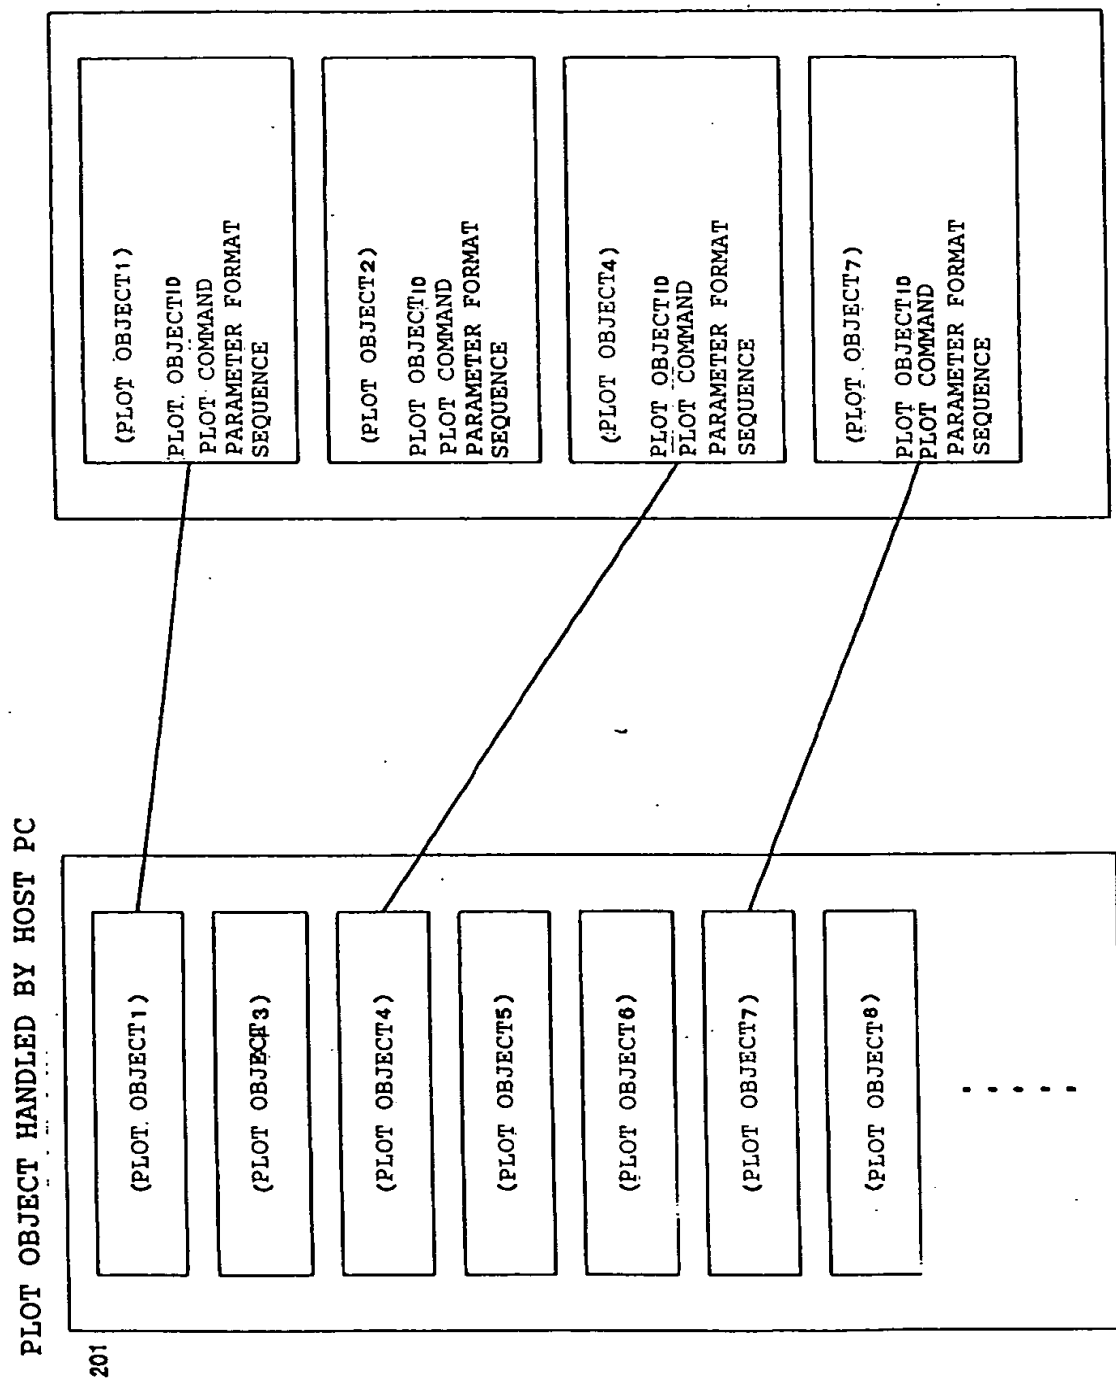 PLOT OBJECT HANDLED BY HOST PC
201
(PLOT OBJECT1)
(PLOT OBJECT3)
(PLOT OBJECT4)
(PLOT OBJECT5)
(PLOT OBJECT6)
(PLOT OBJECT7)
(PLOT OBJECT8)
(PLOT OBJECT1)
PLOT OBJECTID
PLOT COMMAND
PARAMETER FORMAT
SEQUENCE
(PLOT OBJECT2)
PLOT OBJECTID
PLOT COMMAND
PARAMETER FORMAT
SEQUENCE
(PLOT OBJECT4)
PLOT OBJECTID
PLOT COMMAND
PARAMETER FORMAT
SEQUENCE
(PLOT OBJECT7)
PLOT OBJECTID
PLOT COMMAND
PARAMETER FORMAT
SEQUENCE